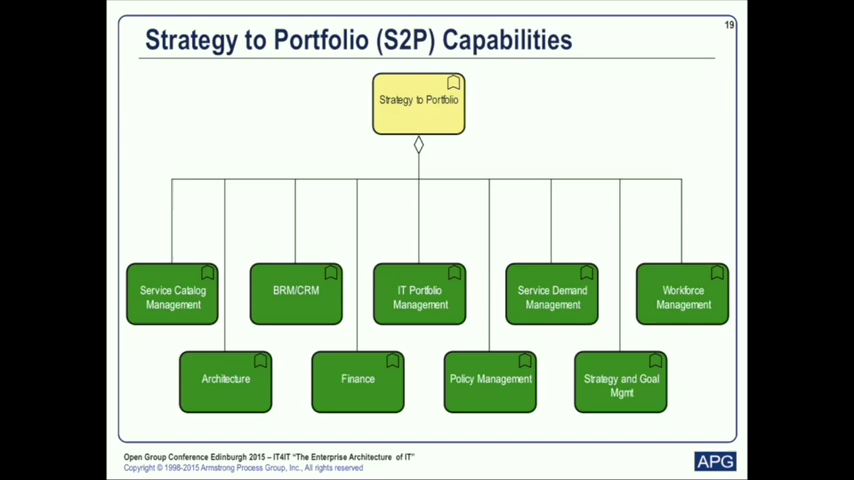 19
Strategy to Portfolio (S2P) Capabilities
Strategy to Portfolio
Service Catalog
Management
BRM/CRM
IT Portfolio
Management
Service Demand
Management
Workforce
Management
Architecture
Finance
Policy Management
Strategy and Goal
Mgmt
Open Group Conference Edinburgh 2015 – IT4IT "The Enterprise Architecture of IT"
Copyright © 1998-2015 Armstrong Process Group, Inc., All rights reserved
APG